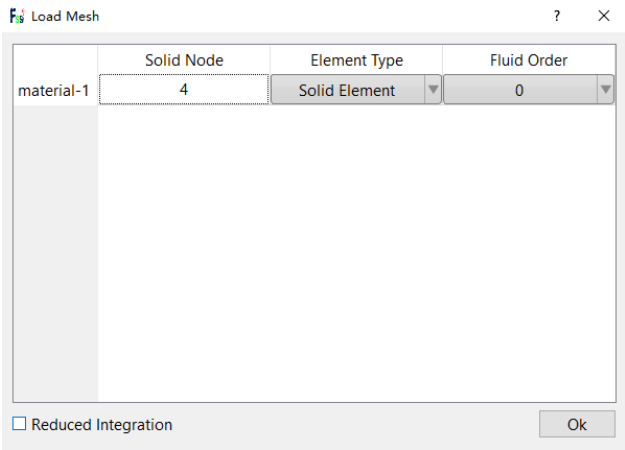 Load Mesh ?
Solid Node Element Type Fluid Order
material-1 4 Solid Element 0
Reduced Integration Ok